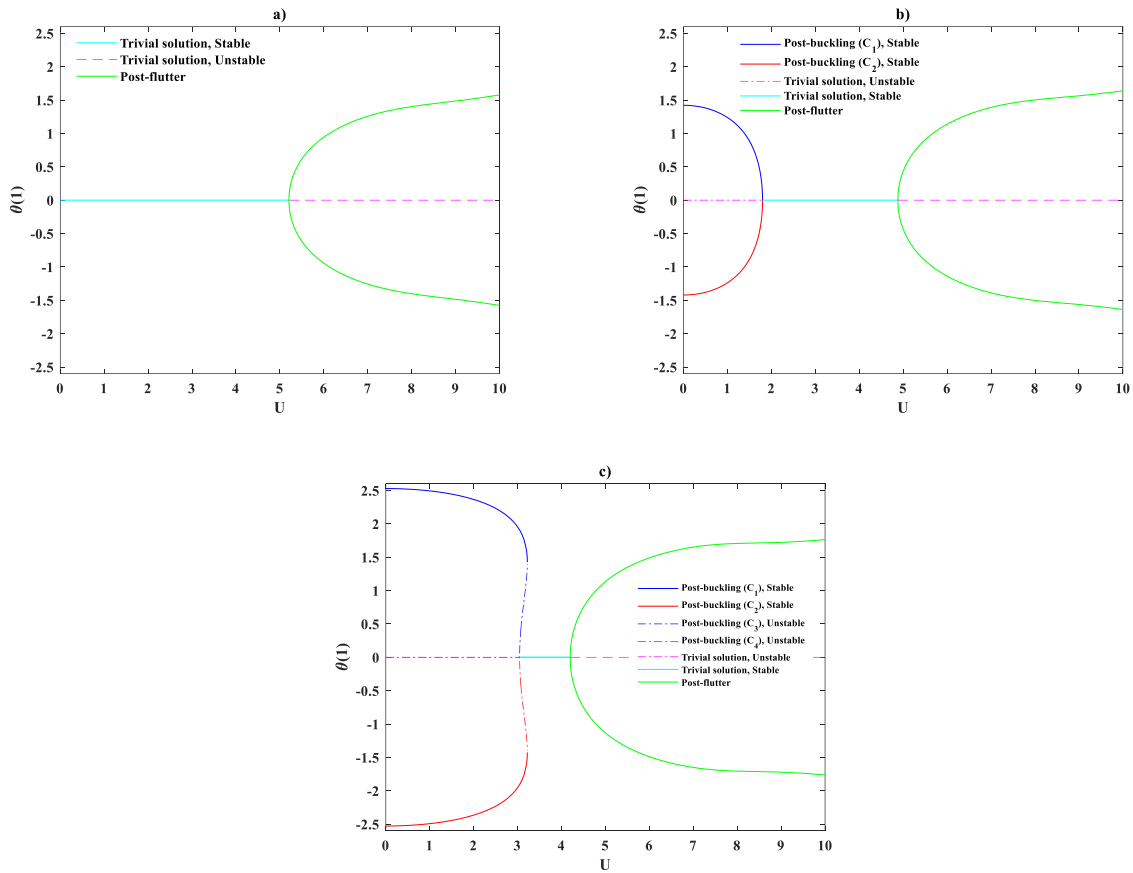 a)
2.5
2
1.5
1
0.5
0
-0.5
-1
-1.5
-2
-2.5
θ(1)
Trivial solution, Stable
Trivial solution, Unstable
Post-flutter
0 1 2 3 4 5 6 7 8 9 10
U
b)
2.5
2
1.5
1
0.5
0
-0.5
-1
-1.5
-2
-2.5
θ(1)
Post-buckling (C1), Stable
Post-buckling (C2), Stable
Trivial solution, Unstable
Trivial solution, Stable
Post-flutter
0 1 2 3 4 5 6 7 8 9 10
U
c)
2.5
2
1.5
1
0.5
0
-0.5
-1
-1.5
-2
-2.5
θ(1)
Post-buckling (C1), Stable
Post-buckling (C2), Stable
Post-buckling (C3), Unstable
Post-buckling (C4), Unstable
Trivial solution, Unstable
Trivial solution, Stable
Post-flutter
0 1 2 3 4 5 6 7 8 9 10
U